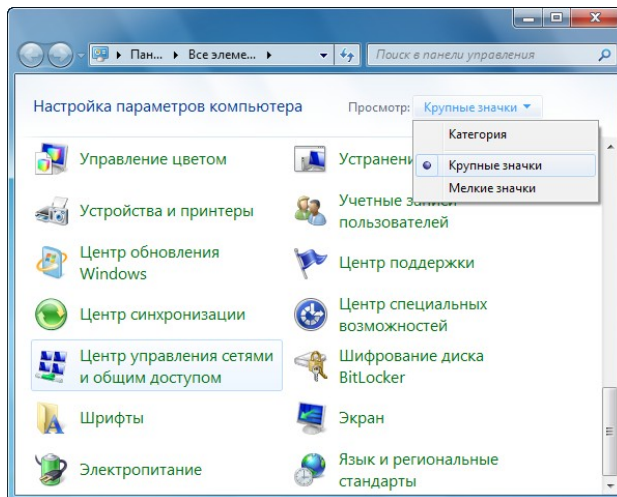 Пан... Все элеме...
Поиск в панели управления
Настройка параметров компьютера
Просмотр: Крупные значки
Категория
Крупные значки
Мелкие значки
Управление цветом
Устранени
Устройства и принтеры
Учетные записи
пользователей
Центр обновления
Windows
Центр поддержки
Центр синхронизации
Центр специальных
возможностей
Центр управления сетями
и общим доступом
Шифрование диска
BitLocker
Шрифты
Экран
Электропитание
Язык и региональные
стандарты